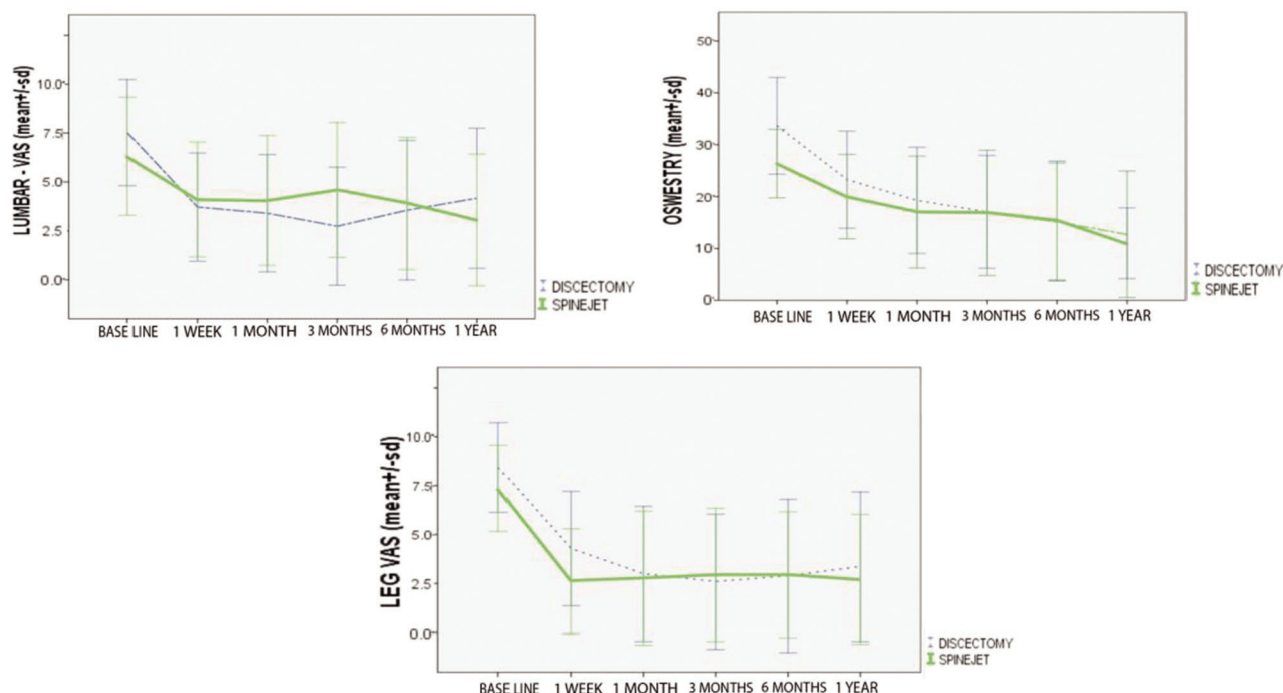 LUMBAR - VAS (mean+/-sd)
10.0
7.5
5.0
2.5
0.0
BASE LINE 1 WEEK 1 MONTH 3 MONTHS 6 MONTHS 1 YEAR
DISCECTOMY
SPINEJET
OSWESTRY (mean+/-sd)
50
40
30
20
10
0
BASE LINE 1 WEEK 1 MONTH 3 MONTHS 6 MONTHS 1 YEAR
DISCECTOMY
SPINEJET
LEG VAS (mean+/-sd)
10.0
7.5
5.0
2.5
0.0
BASE LINE 1 WEEK 1 MONTH 3 MONTHS 6 MONTHS 1 YEAR
DISCECTOMY
SPINEJET